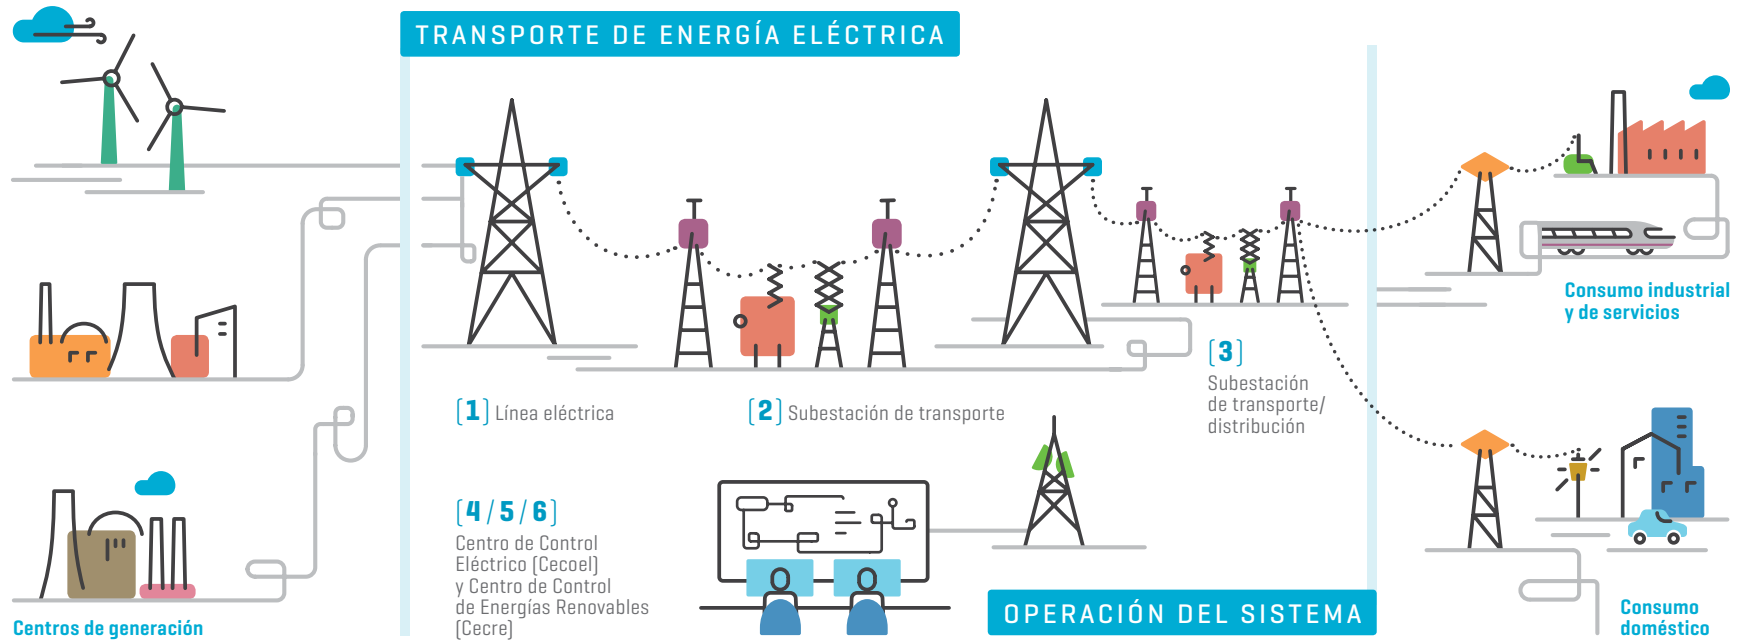 TRANSPORTE DE ENERGÍA ELÉCTRICA
Consumo industrial
y de servicios
[1] Línea eléctrica
[2] Subestación de transporte
[3]
Subestación
de transporte/
distribución
[4/5/6]
Centro de Control
Eléctrico [Cecoel]
y Centro de Control
de Energías Renovables
[Cecre]
OPERACIÓN DEL SISTEMA
Centros de generación
Consumo
doméstico